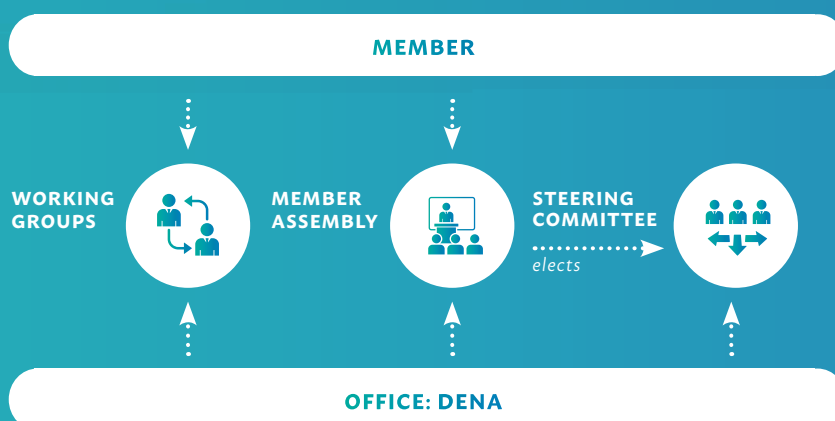 MEMBER
WORKING
GROUPS
MEMBER
ASSEMBLY
STEERING
COMMITTEE
elects
OFFICE: DENA